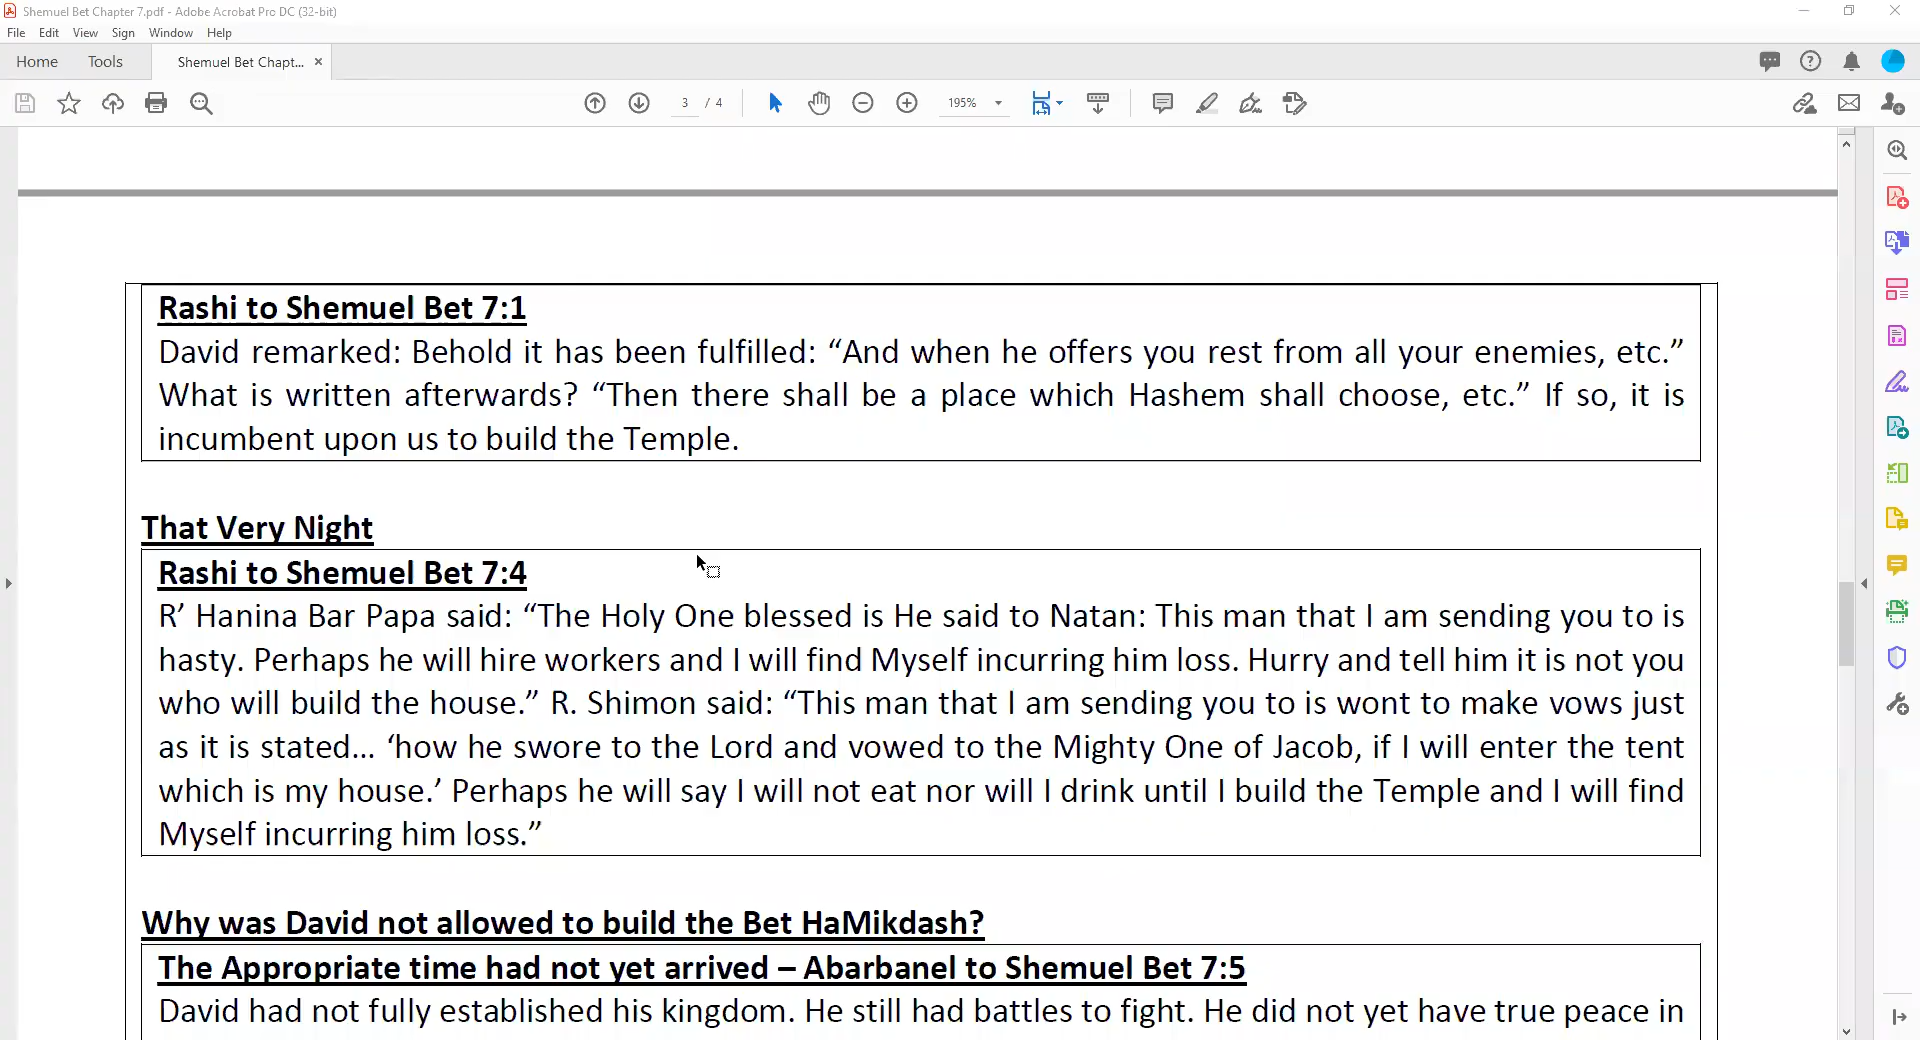 Shemuel Bet Chapter 7.pdf - Adobe Acrobat Pro DC (32-bit)
File Edit View Sign Window Help
Home Tools Shemuel Bet Chapt... ×
3 / 4 195%
Rashi to Shemuel Bet 7:1
David remarked: Behold it has been fulfilled: “And when he offers you rest from all your enemies, etc.”
What is written afterwards? “Then there shall be a place which Hashem shall choose, etc.” If so, it is
incumbent upon us to build the Temple.
That Very Night
Rashi to Shemuel Bet 7:4
R’ Hanina Bar Papa said: “The Holy One blessed is He said to Natan: This man that I am sending you to is
hasty. Perhaps he will hire workers and I will find Myself incurring him loss. Hurry and tell him it is not you
who will build the house.” R. Shimon said: “This man that I am sending you to is wont to make vows just
as it is stated... ‘how he swore to the Lord and vowed to the Mighty One of Jacob, if I will enter the tent
which is my house.’ Perhaps he will say I will not eat nor will I drink until I build the Temple and I will find
Myself incurring him loss.”
Why was David not allowed to build the Bet HaMikdash?
The Appropriate time had not yet arrived – Abarbanel to Shemuel Bet 7:5
David had not fully established his kingdom. He still had battles to fight. He did not yet have true peace in